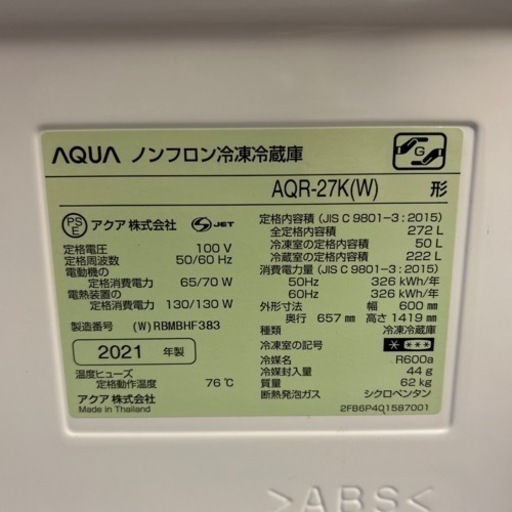 AQUA ノンフロン冷凍冷蔵庫
G
AQR-27K(W) 形
PS E アクア株式会社 S JET
定格電圧 100 V
定格周波数 50/60 Hz
電動機の
定格消費電力 65/70 W
電熱装置の
定格消費電力 130/130 W
製造番号 (W) RBMBHF383
2021 年製
温度ヒューズ
定格動作温度 76 ℃
アクア株式会社
Made in Thailand
定格内容積 (JIS C 9801-3 : 2015)
全定格内容積 272 L
冷凍室の定格内容積 50 L
冷蔵室の定格内容積 222 L
消費電力量 (JIS C 9801-3 : 2015)
50Hz 326 kWh/年
60Hz 326 kWh/年
外形寸法 幅 600 mm
奥行 657 mm 高さ 1419 mm
種類 冷凍冷蔵庫
冷凍室の記号 * ***
冷媒名 R600a
冷媒封入量 44 g
質量 62 kg
断熱発泡ガス シクロペンタン
2FB6P4Q1587001
>ABS<